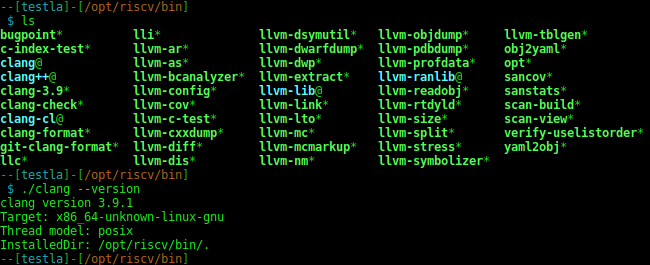 --[testla]-[/opt/riscv/bin]
$ ls
bugpoint* lli* llvm-dsymutil* llvm-objdump* llvm-tblgen*
c-index-test* llvm-ar* llvm-dwarfdump* llvm-pdbdump* obj2yaml*
clang@ llvm-as* llvm-dwp* llvm-profdata* opt*
clang++@ llvm-bcanalyzer* llvm-extract* llvm-ranlib@ sancov*
clang-3.9* llvm-config* llvm-lib@ llvm-readobj* sanstats*
clang-check* llvm-cov* llvm-link* llvm-rtdyld* scan-build*
clang-cl@ llvm-c-test* llvm-lto* llvm-size* scan-view*
clang-format* llvm-cxxdump* llvm-mc* llvm-split* verify-uselistorder*
git-clang-format* llvm-diff* llvm-mcmarkup* llvm-stress* yaml2obj*
llc* llvm-dis* llvm-nm* llvm-symbolizer*
--[testla]-[/opt/riscv/bin]
$ ./clang --version
clang version 3.9.1
Target: x86_64-unknown-linux-gnu
Thread model: posix
InstalledDir: /opt/riscv/bin/.
--[testla]-[/opt/riscv/bin]